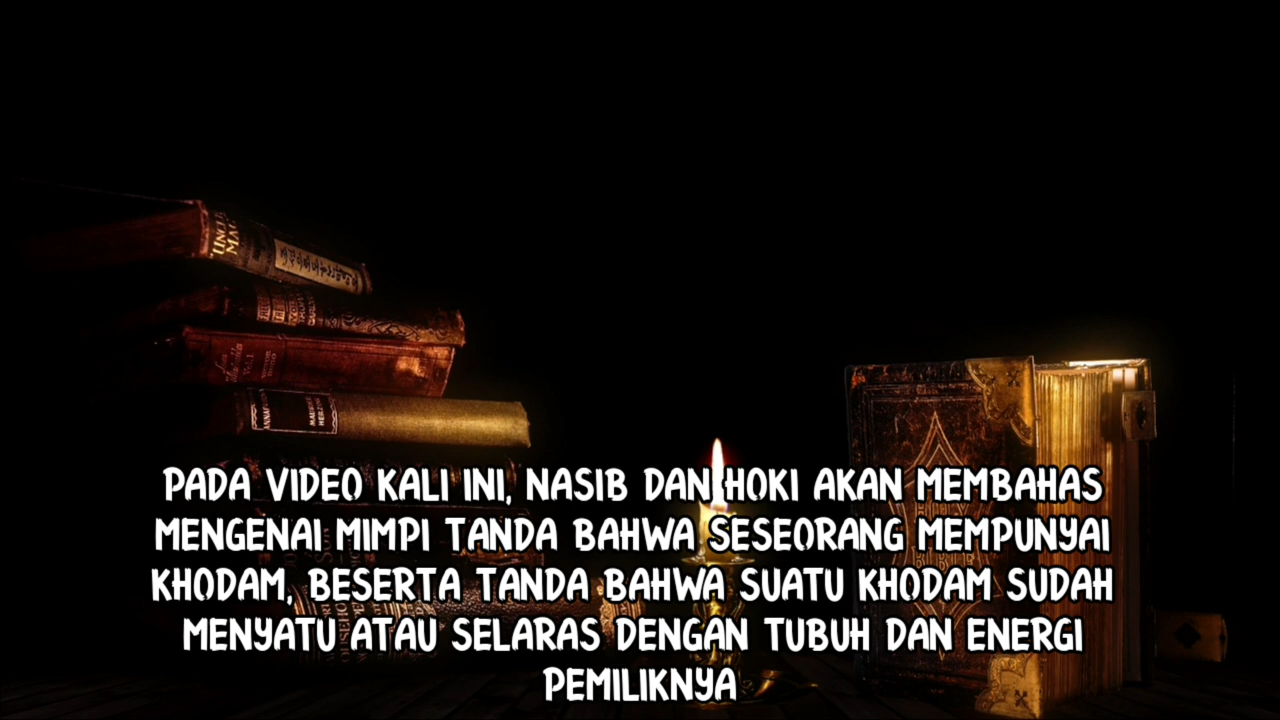 PADA VIDEO KALI INI, NASIB DAN HOKI AKAN MEMBAHAS
MENGENAI MIMPI TANDA BAHWA SESEORANG MEMPUNYAI
KHODAM, BESERTA TANDA BAHWA SUATU KHODAM SUDAH
MENYATU ATAU SELARAS DENGAN TUBUH DAN ENERGI
PEMILIKNYA